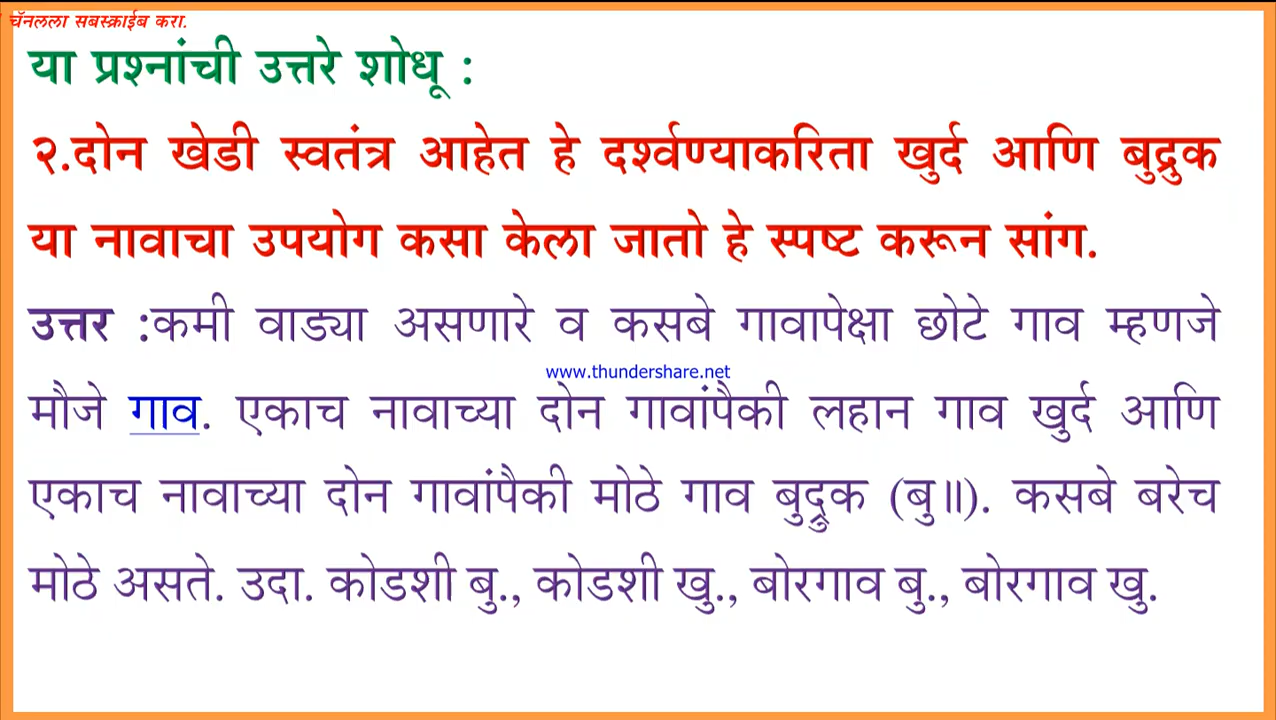 चॅनलला सबस्क्राईब करा.
या प्रश्नांची उत्तरे शोधू :
२.दोन खेडी स्वतंत्र आहेत हे दर्श्वण्याकरिता खुर्द आणि बुद्रुक
या नावाचा उपयोग कसा केला जातो हे स्पष्ट करून सांग.
उत्तर :कमी वाड्या असणारे व कसबे गावापेक्षा छोटे गाव म्हणजे
www.thundershare.net
मौजे गाव. एकाच नावाच्या दोन गावांपैकी लहान गाव खुर्द आणि
एकाच नावाच्या दोन गावांपैकी मोठे गाव बुद्रुक (बु॥). कसबे बरेच
मोठे असते. उदा. कोडशी बु., कोडशी खु., बोरगाव बु., बोरगाव खु.